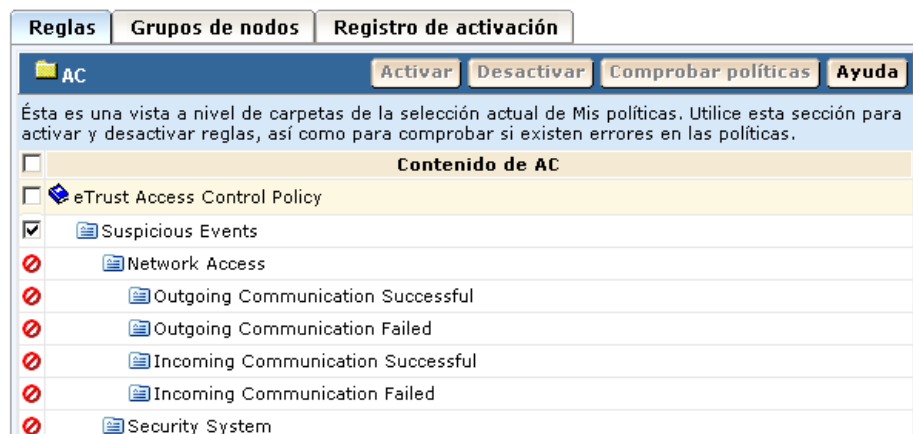 Reglas Grupos de nodos Registro de activación
AC Activar Desactivar Comprobar políticas Ayuda
Ésta es una vista a nivel de carpetas de la selección actual de Mis políticas. Utilice esta sección para
activar y desactivar reglas, así como para comprobar si existen errores en las políticas.
Contenido de AC
eTrust Access Control Policy
Suspicious Events
Network Access
Outgoing Communication Successful
Outgoing Communication Failed
Incoming Communication Successful
Incoming Communication Failed
Security System